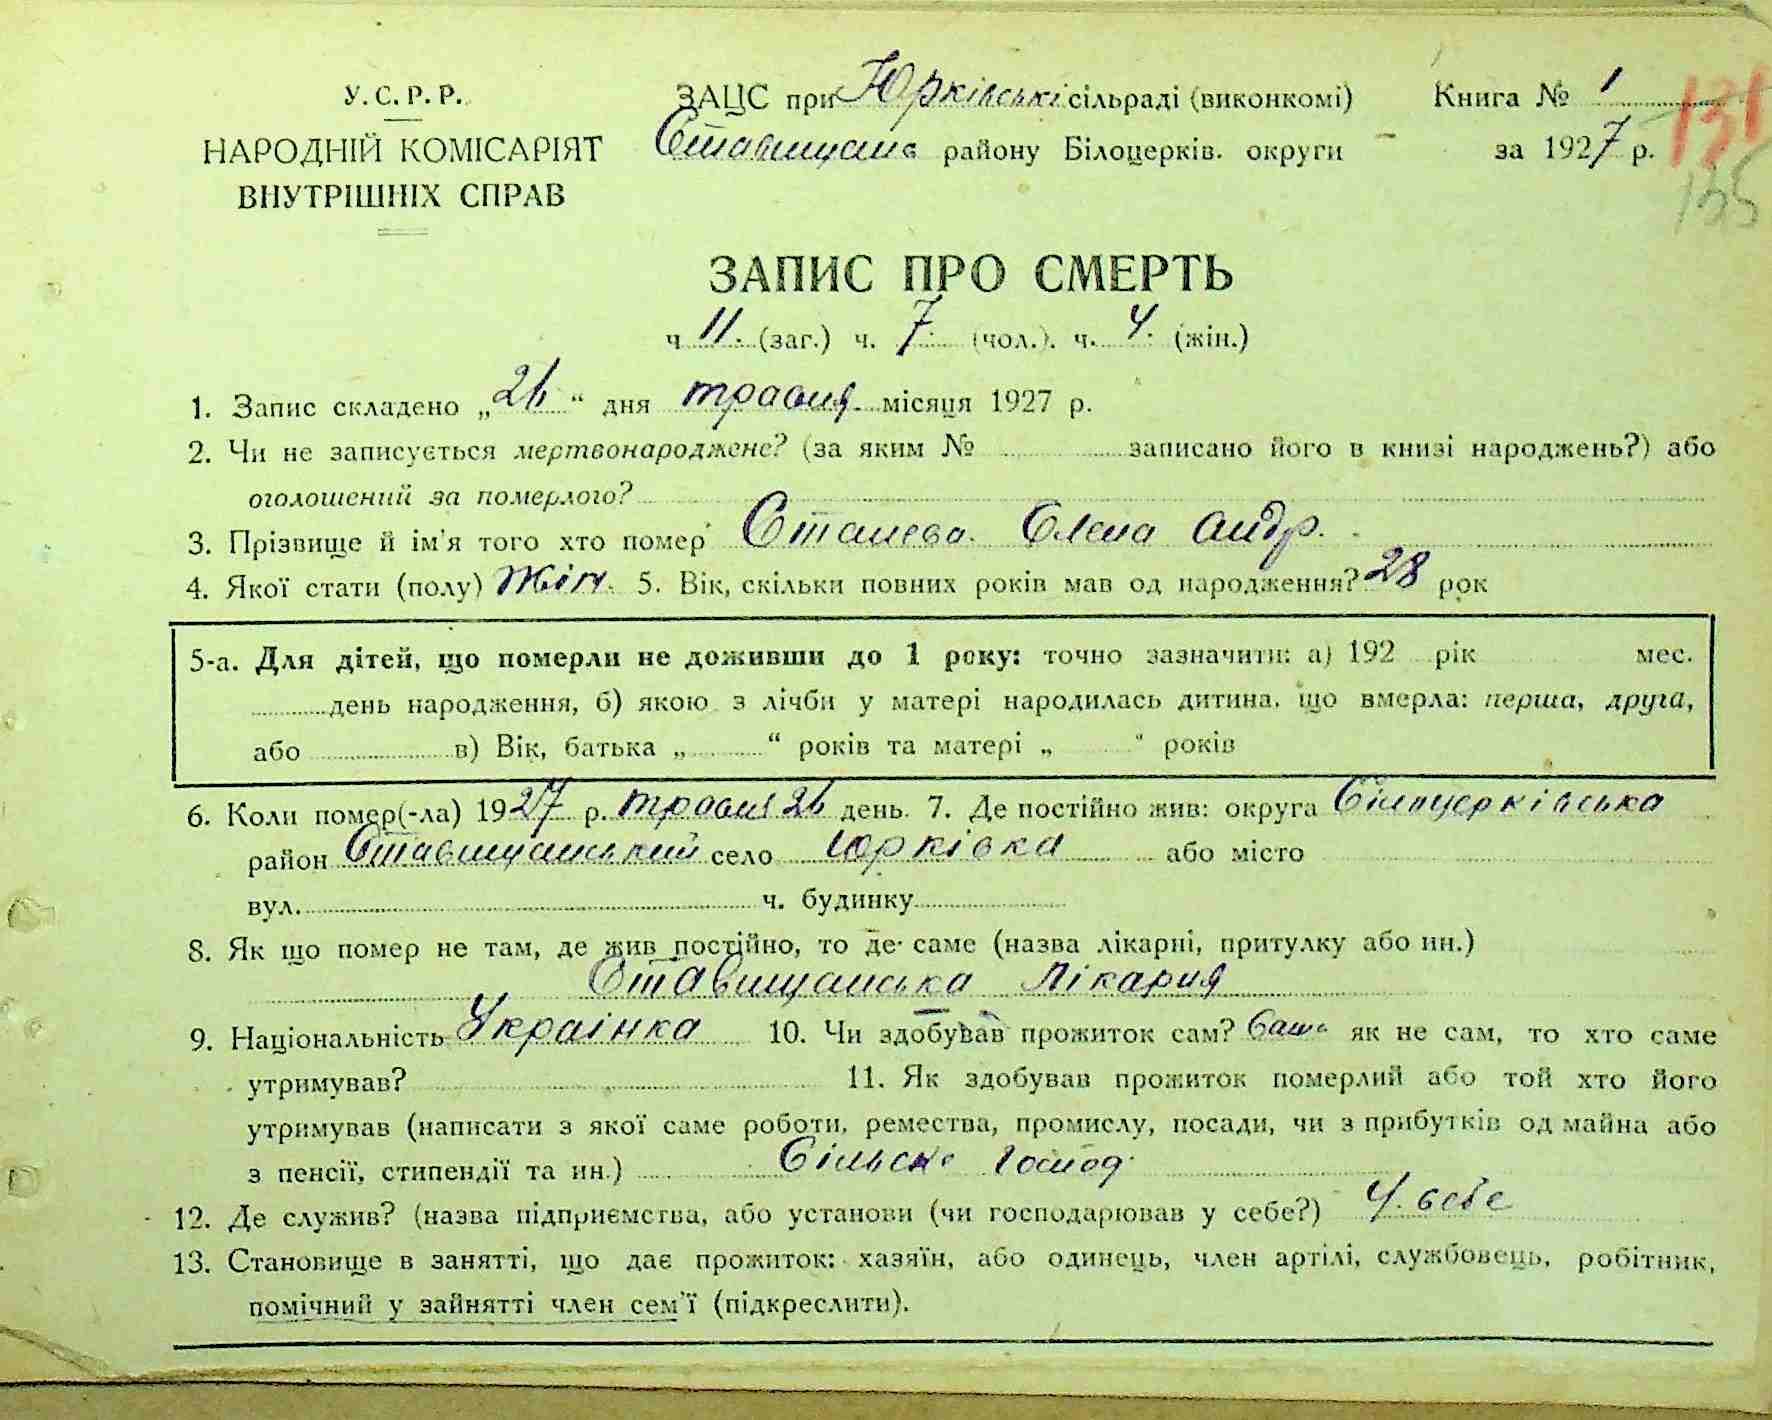 У.С.Р.Р.
НАРОДНІЙ КОМІСАРІЯТ
ВНУТРІШНІХ СПРАВ
ЗАЦС при Юрківські сільраді (виконкомі) Книга № 1
району Білоцерків. округи за 1927 р.
131
ЗАПИС ПРО СМЕРТЬ
ч 11. (заг.) ч. 7. (чол.). ч. 4. (жін.)
1. Запис складено „ “ дня травня місяця 1927 р.
2. Чи не записується мертвонароджене? (за яким № записано його в книзі народжень?) або
оголошений за померлого?
3. Прізвище й ім'я того хто помер Елена Андр.
4. Якої стати (полу) Жін. 5. Вік, скільки повних років мав од народження? 28 рок
5-а. Для дітей, що померли не доживши до 1 року: точно зазначити: а) 192 рік мес.
день народження, б) якою з лічби у матері народилась дитина, що вмерла: перша, друга,
або в) Вік, батька „ “ років та матері „ “ років
6. Коли помер(-ла) 1927 р. травня день. 7. Де постійно жив: округа Білоцерківська
район Ставищанський село Юрківка або місто
вул. ч. будинку
8. Як що помер не там, де жив постійно, то де саме (назва лікарні, притулку або ин.)
Ставищанська Лікарня
9. Національність Украінка 10. Чи здобував прожиток сам? Сама як не сам, то хто саме
утримував? 11. Як здобував прожиток померлий або той хто його
утримував (написати з якої саме роботи, ремества, промислу, посади, чи з прибутків од майна або
з пенсії, стипендії та ин.) Сільське господ.
12. Де служив? (назва підприємства, або установи (чи господарював у себе?) У себе
13. Становище в занятті, що дає прожиток: хазяїн, або одинець, член артілі, службовець, робітник,
помічний у зайнятті член сем'ї (підкреслити).